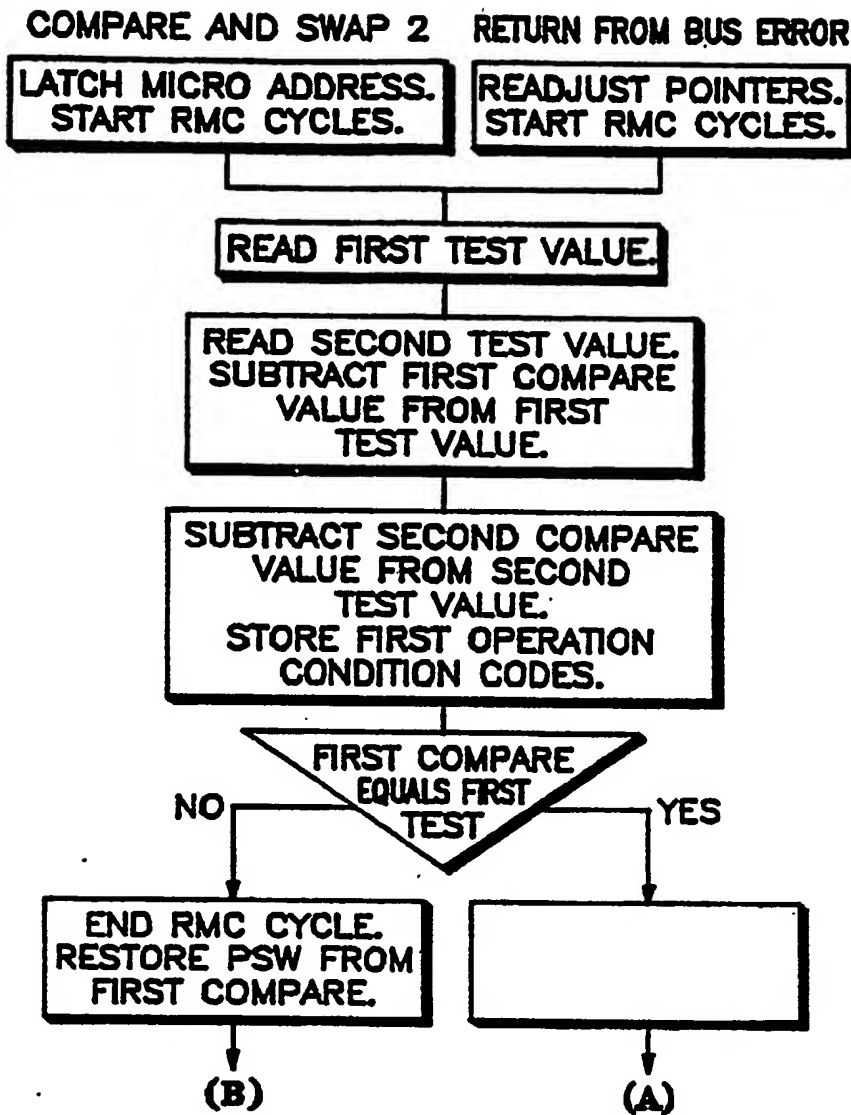 COMPARE AND SWAP 2
RETURN FROM BUS ERROR
LATCH MICRO ADDRESS.
START RMC CYCLES.
READJUST POINTERS.
START RMC CYCLES.
READ FIRST TEST VALUE.
READ SECOND TEST VALUE.
SUBTRACT FIRST COMPARE
VALUE FROM FIRST
TEST VALUE.
SUBTRACT SECOND COMPARE
VALUE FROM SECOND
TEST VALUE.
STORE FIRST OPERATION
CONDITION CODES.
FIRST COMPARE
EQUALS FIRST
TEST
NO
YES
END RMC CYCLE.
RESTORE PSW FROM
FIRST COMPARE.
(B)
(A)